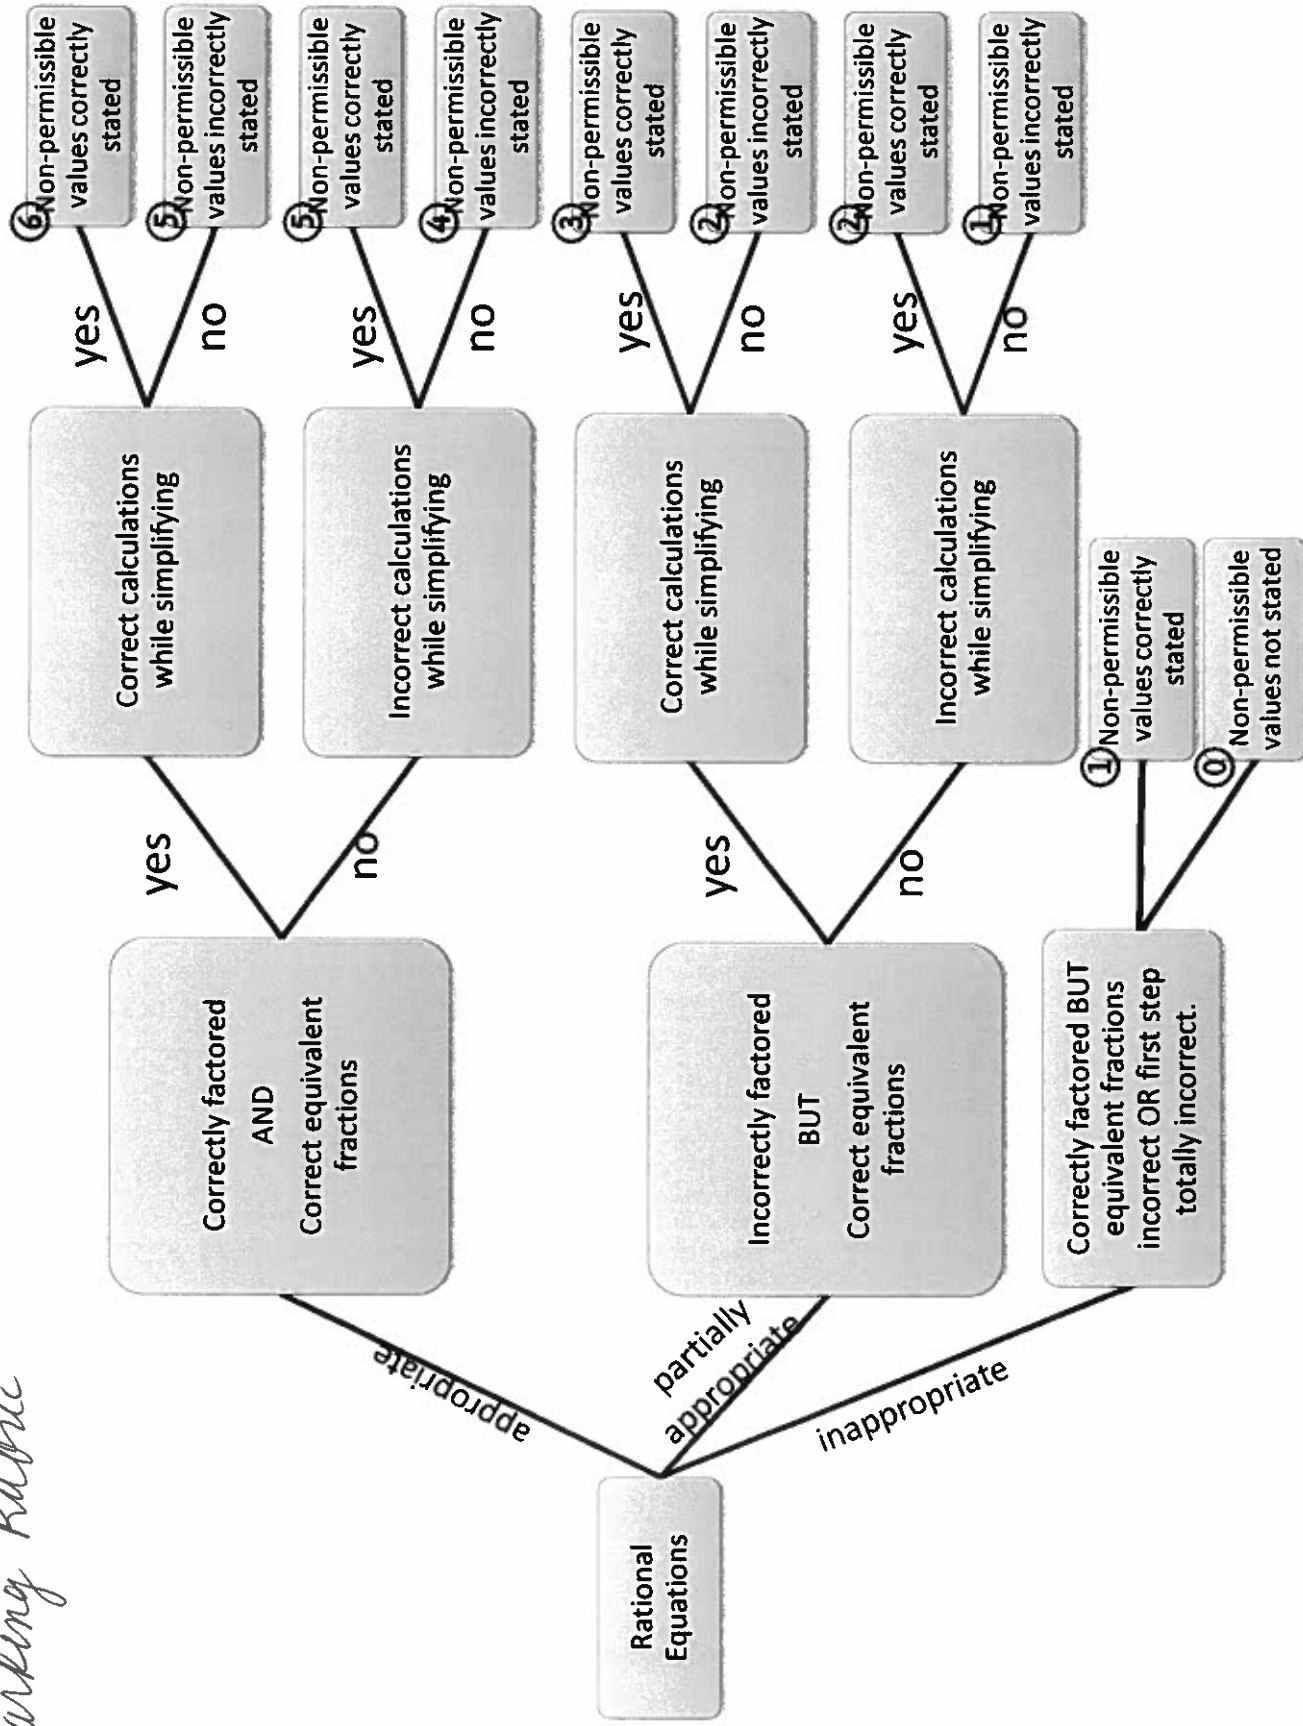 arking Rubric
Rational
Equations
appropriate
partially
appropriate
inappropriate
Correctly factored
AND
Correct equivalent
fractions
yes
no
Correct calculations
while simplifying
yes
no
⑥ Non-permissible
values correctly
stated
⑤ Non-permissible
values incorrectly
stated
Incorrect calculations
while simplifying
yes
no
⑤ Non-permissible
values correctly
stated
④ Non-permissible
values incorrectly
stated
Incorrectly factored
BUT
Correct equivalent
fractions
yes
no
Correct calculations
while simplifying
yes
no
③ Non-permissible
values correctly
stated
② Non-permissible
values incorrectly
stated
Incorrect calculations
while simplifying
yes
no
② Non-permissible
values correctly
stated
① Non-permissible
values incorrectly
stated
Correctly factored BUT
equivalent fractions
incorrect OR first step
totally incorrect.
① Non-permissible
values correctly
stated
⓪ Non-permissible
values not stated